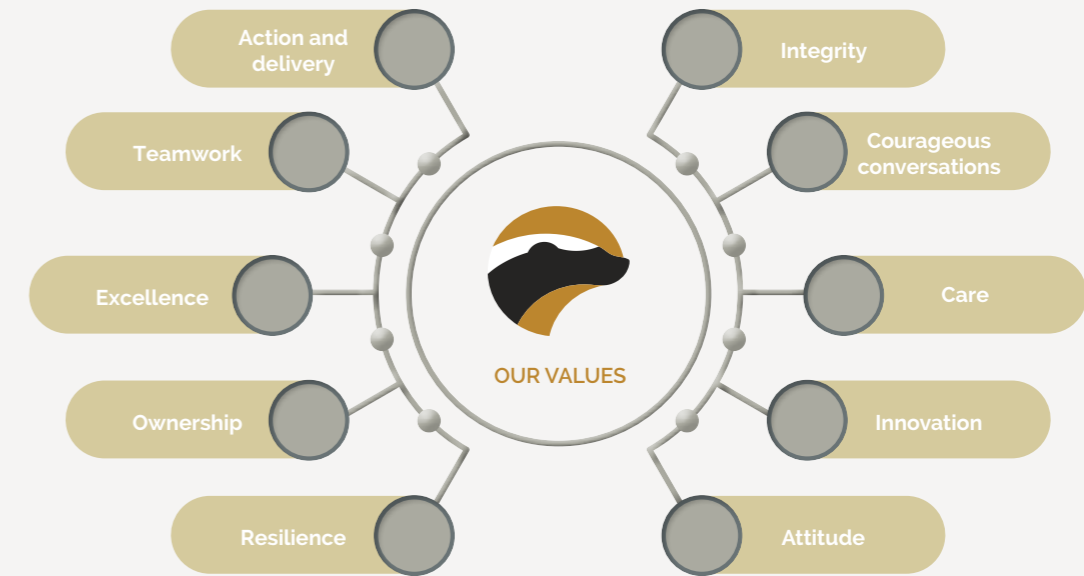 Action and
delivery
Integrity
Teamwork
Courageous
conversations
Excellence
Care
OUR VALUES
Ownership
Innovation
Resilience
Attitude